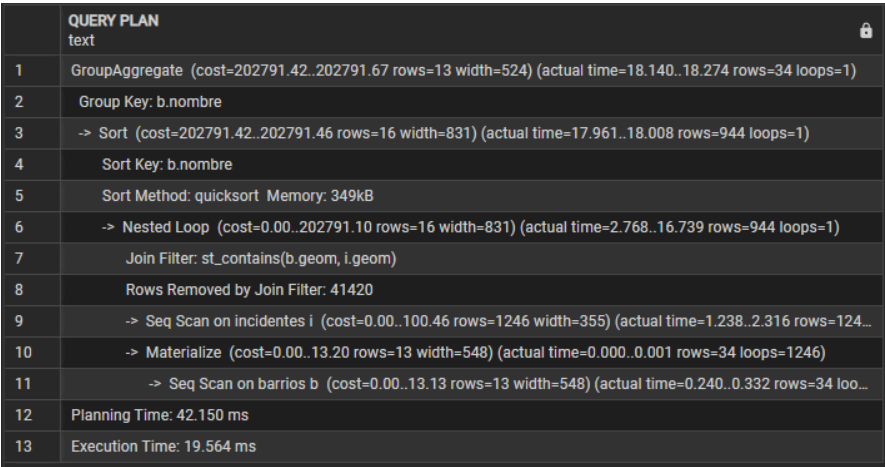 QUERY PLAN
text
1 GroupAggregate (cost=202791.42..202791.67 rows=13 width=524) (actual time=18.140..18.274 rows=34 loops=1)
2 Group Key: b.nombre
3 -> Sort (cost=202791.42..202791.46 rows=16 width=831) (actual time=17.961..18.008 rows=944 loops=1)
4 Sort Key: b.nombre
5 Sort Method: quicksort Memory: 349kB
6 -> Nested Loop (cost=0.00..202791.10 rows=16 width=831) (actual time=2.768..16.739 rows=944 loops=1)
7 Join Filter: st_contains(b.geom, i.geom)
8 Rows Removed by Join Filter: 41420
9 -> Seq Scan on incidentes i (cost=0.00..100.46 rows=1246 width=355) (actual time=1.238..2.316 rows=124...
10 -> Materialize (cost=0.00..13.20 rows=13 width=548) (actual time=0.000..0.001 rows=34 loops=1246)
11 -> Seq Scan on barrios b (cost=0.00..13.13 rows=13 width=548) (actual time=0.240..0.332 rows=34 loo...
12 Planning Time: 42.150 ms
13 Execution Time: 19.564 ms